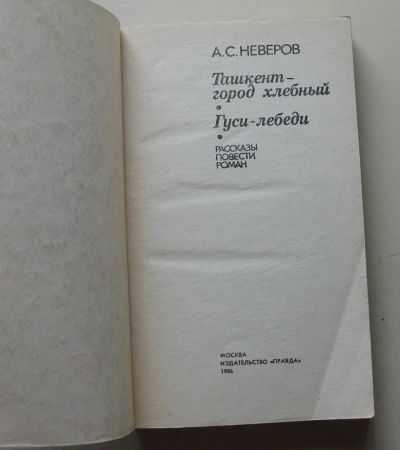 А.С.НЕВЕРОВ
Ташкент–
город хлебный
•
Гуси-лебеди
•
РАССКАЗЫ
ПОВЕСТИ
РОМАН
МОСКВА
ИЗДАТЕЛЬСТВО «ПРАВДА»
1986